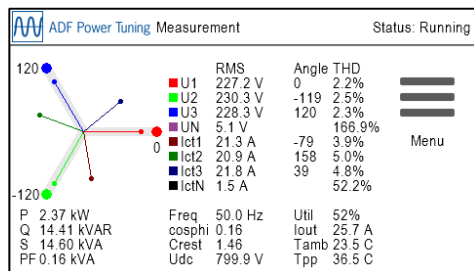 ADF Power Tuning Measurement Status: Running
RMS Angle THD
120
U1 227.2 V 0 2.2%
U2 230.3 V -119 2.5%
U3 228.3 V 120 2.3%
UN 5.1 V 166.9%
Ict1 21.3 A -79 3.9%
Ict2 20.9 A 158 5.0%
Ict3 21.8 A 39 4.8%
IctN 1.5 A 52.2%
0
Menu
-120
P 2.37 kW Freq 50.0 Hz Util 52%
Q 14.41 kVAR cosphi 0.16 Iout 25.7 A
S 14.60 kVA Crest 1.46 Tamb 23.5 C
PF 0.16 kVA Udc 799.9 V Tpp 36.5 C